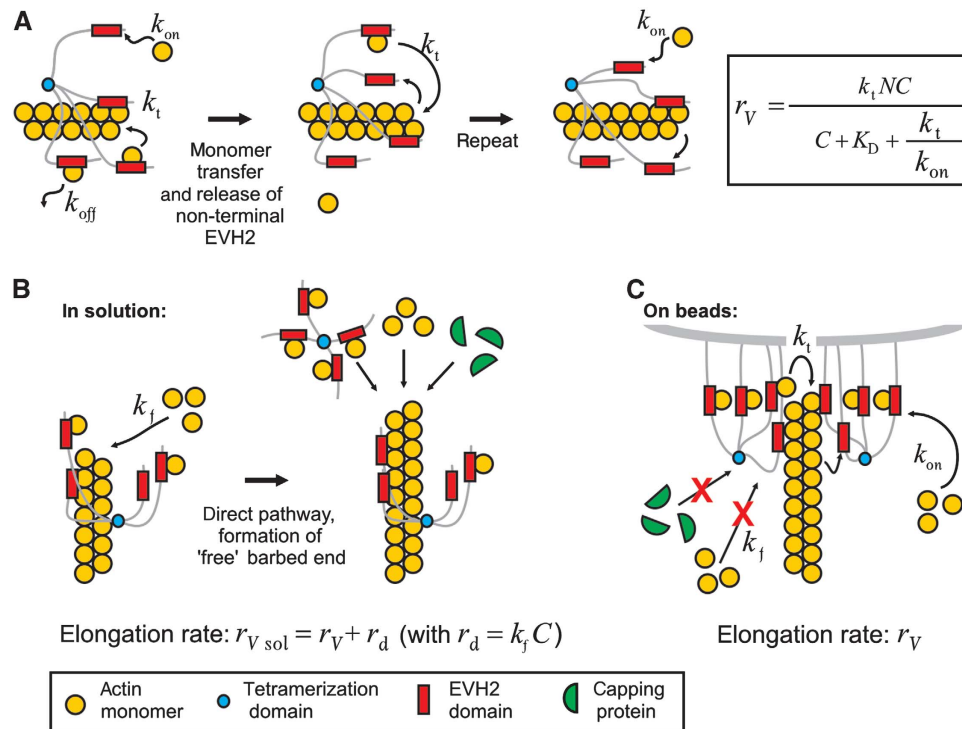 A
k_on
k_t
k_off
Monomer
transfer
and release of
non-terminal
EVH2
k_t
Repeat
k_on
r_V = k_t NC / (C + K_D + k_t / k_on)
B
In solution:
k_f
Direct pathway,
formation of
'free' barbed end
Elongation rate: r_V sol = r_V + r_d (with r_d = k_f C)
C
On beads:
k_t
k_on
X
X
k_f
Elongation rate: r_V
Actin
monomer
Tetramerization
domain
EVH2
domain
Capping
protein